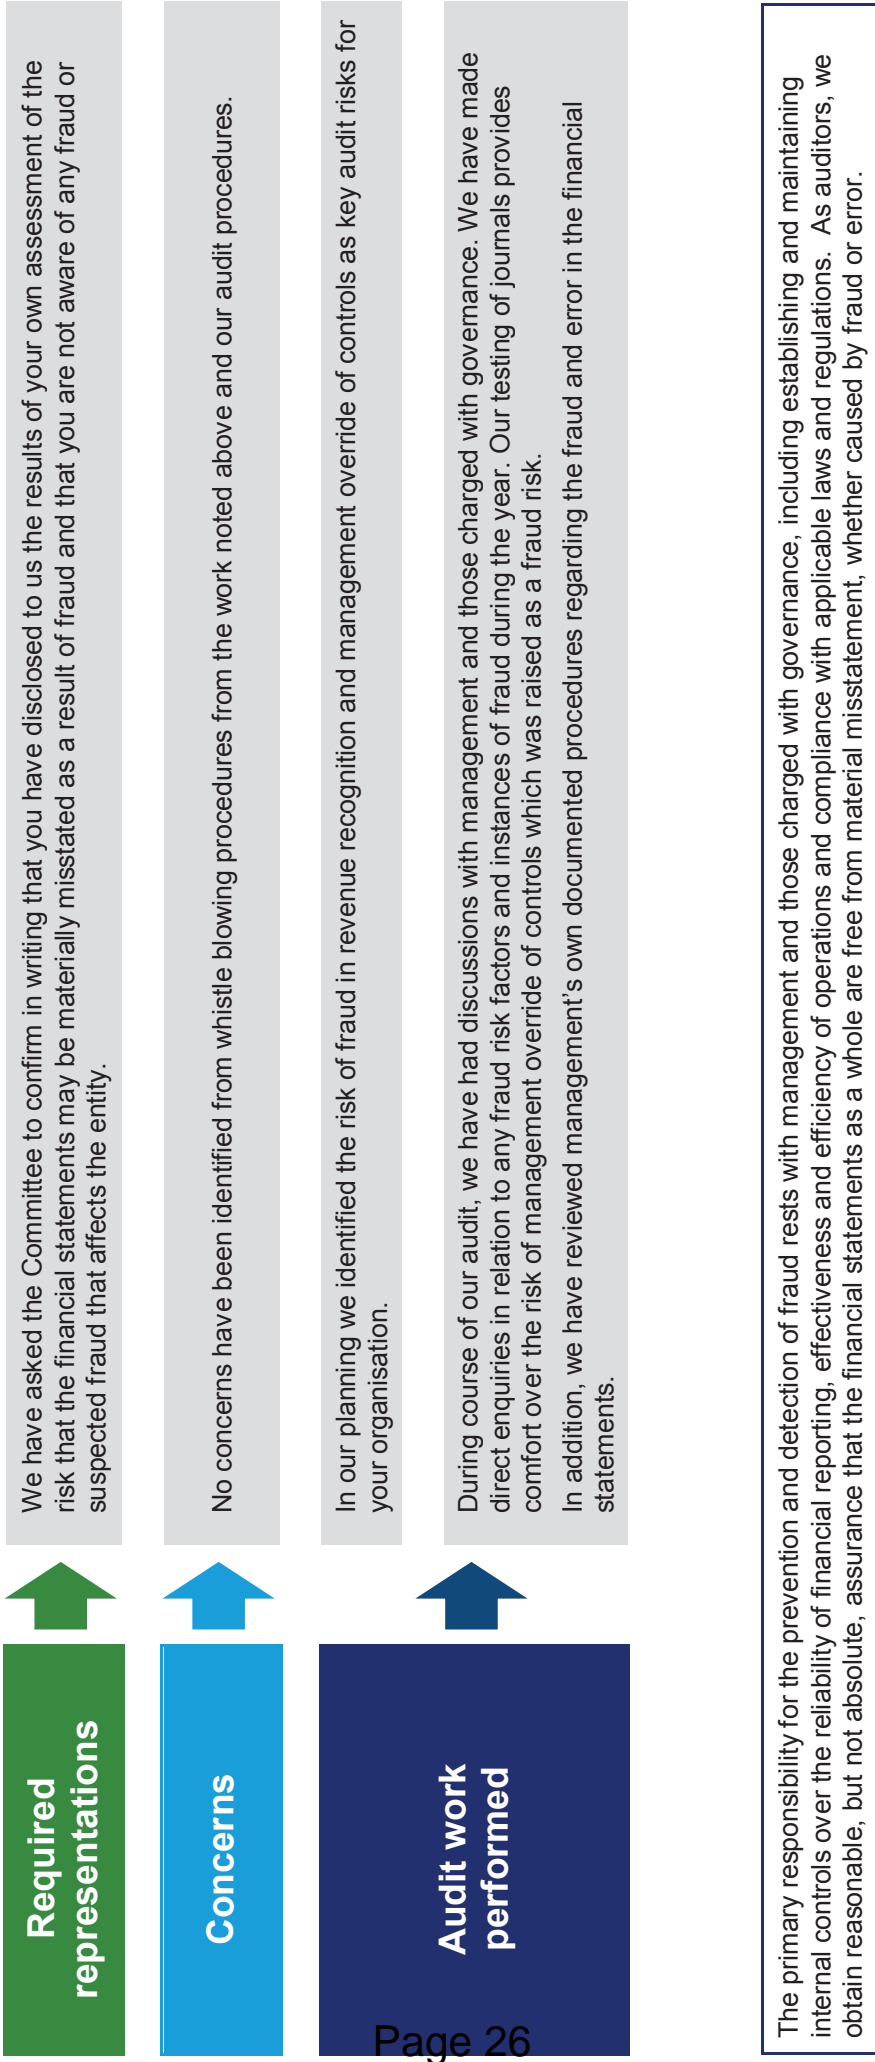 Required
representations
We have asked the Committee to confirm in writing that you have disclosed to us the results of your own assessment of the
risk that the financial statements may be materially misstated as a result of fraud and that you are not aware of any fraud or
suspected fraud that affects the entity.
Concerns
No concerns have been identified from whistle blowing procedures from the work noted above and our audit procedures.
Audit work
performed
In our planning we identified the risk of fraud in revenue recognition and management override of controls as key audit risks for
your organisation.
During course of our audit, we have had discussions with management and those charged with governance. We have made
direct enquiries in relation to any fraud risk factors and instances of fraud during the year. Our testing of journals provides
comfort over the risk of management override of controls which was raised as a fraud risk.
In addition, we have reviewed management's own documented procedures regarding the fraud and error in the financial
statements.
The primary responsibility for the prevention and detection of fraud rests with management and those charged with governance, including establishing and maintaining
internal controls over the reliability of financial reporting, effectiveness and efficiency of operations and compliance with applicable laws and regulations. As auditors, we
obtain reasonable, but not absolute, assurance that the financial statements as a whole are free from material misstatement, whether caused by fraud or error.
Page 26